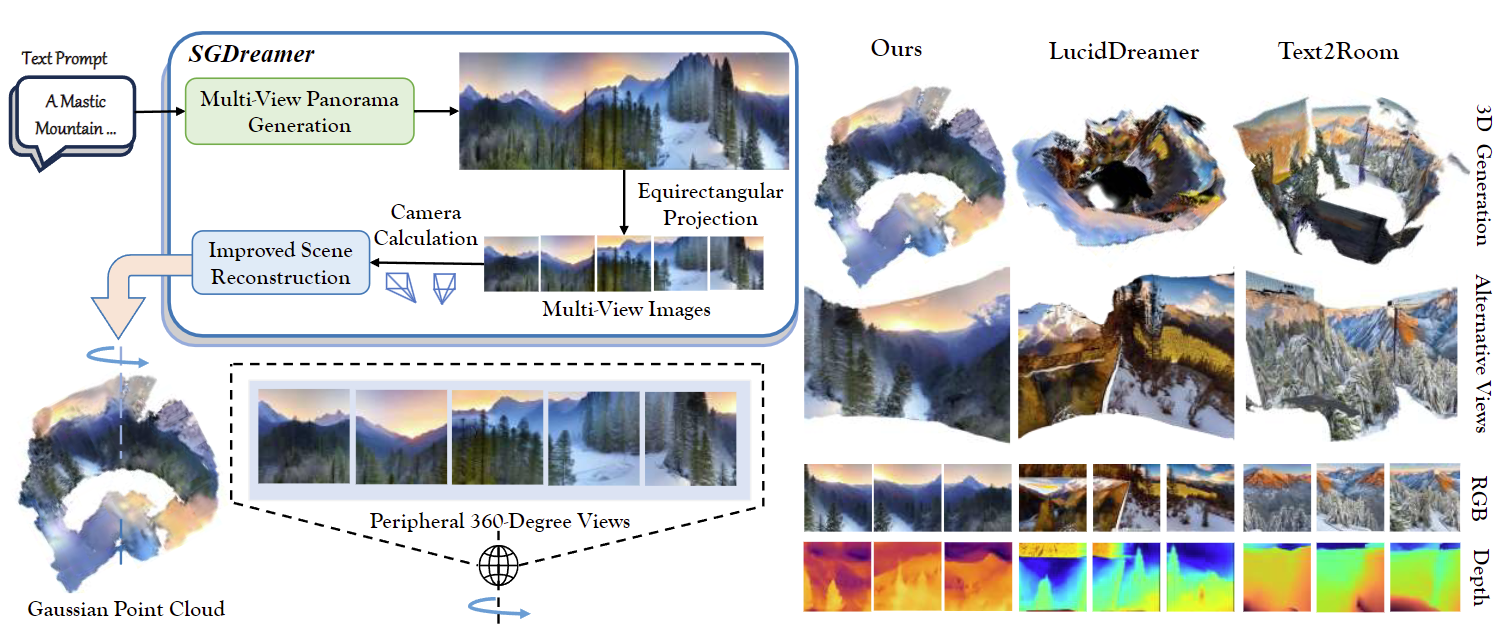 Text Prompt
A Mastic
Mountain ...
SGDreamer
Multi-View Panorama
Generation
Equirectangular
Projection
Camera
Calculation
Improved Scene
Reconstruction
Multi-View Images
Peripheral 360-Degree Views
Gaussian Point Cloud
Ours
LucidDreamer
Text2Room
3D Generation
Alternative Views
RGB
Depth